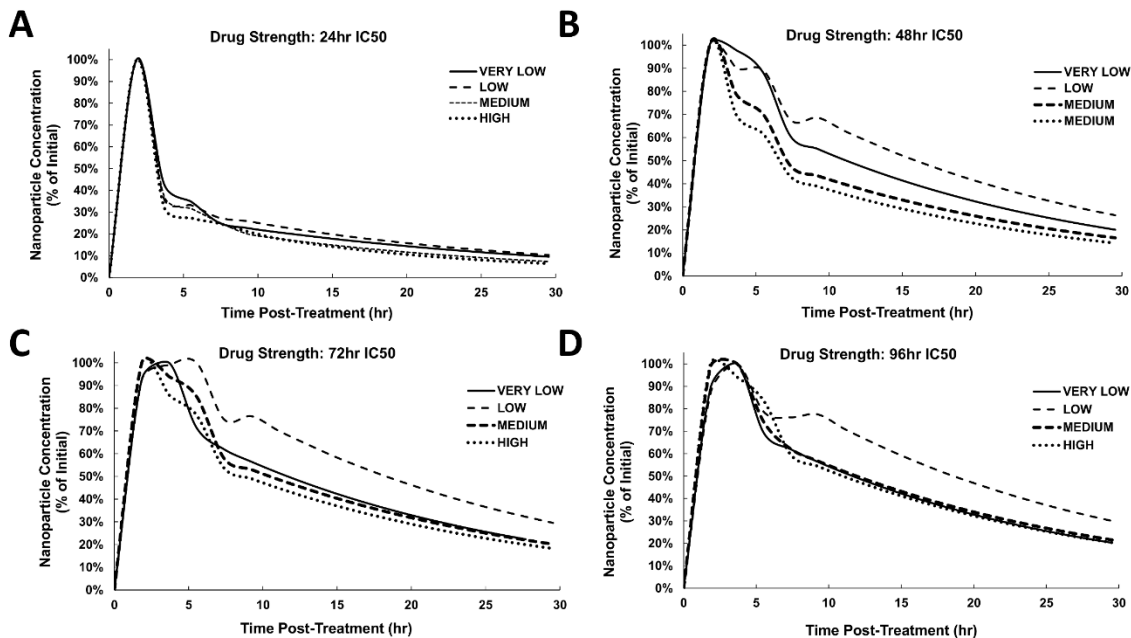 A
Drug Strength: 24hr IC50
Nanoparticle Concentration
(% of Initial)
100%
90%
80%
70%
60%
50%
40%
30%
20%
10%
0%
VERY LOW
LOW
MEDIUM
HIGH
0 5 10 15 20 25 30
Time Post-Treatment (hr)
B
Drug Strength: 48hr IC50
Nanoparticle Concentration
(% of Initial)
100%
90%
80%
70%
60%
50%
40%
30%
20%
10%
0%
VERY LOW
LOW
MEDIUM
MEDIUM
0 5 10 15 20 25 30
Time Post-Treatment (hr)
C
Drug Strength: 72hr IC50
Nanoparticle Concentration
(% of Initial)
100%
90%
80%
70%
60%
50%
40%
30%
20%
10%
0%
VERY LOW
LOW
MEDIUM
HIGH
0 5 10 15 20 25 30
Time Post-Treatment (hr)
D
Drug Strength: 96hr IC50
Nanoparticle Concentration
(% of Initial)
100%
90%
80%
70%
60%
50%
40%
30%
20%
10%
0%
VERY LOW
LOW
MEDIUM
HIGH
0 5 10 15 20 25 30
Time Post-Treatment (hr)